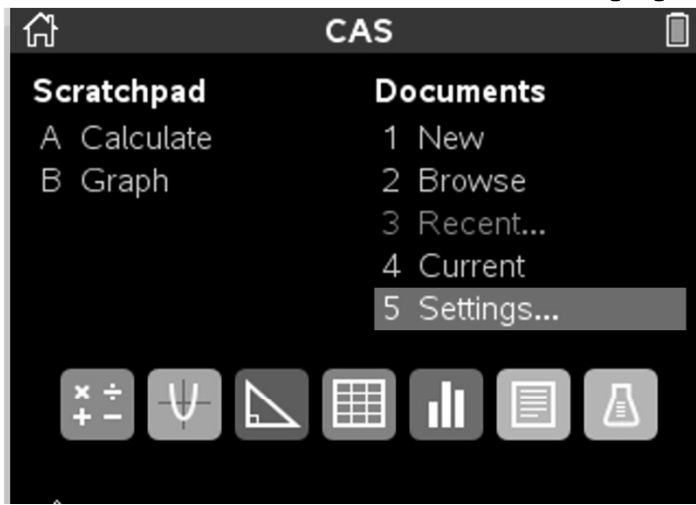 CAS
Scratchpad
A Calculate
B Graph
Documents
1 New
2 Browse
3 Recent...
4 Current
5 Settings...